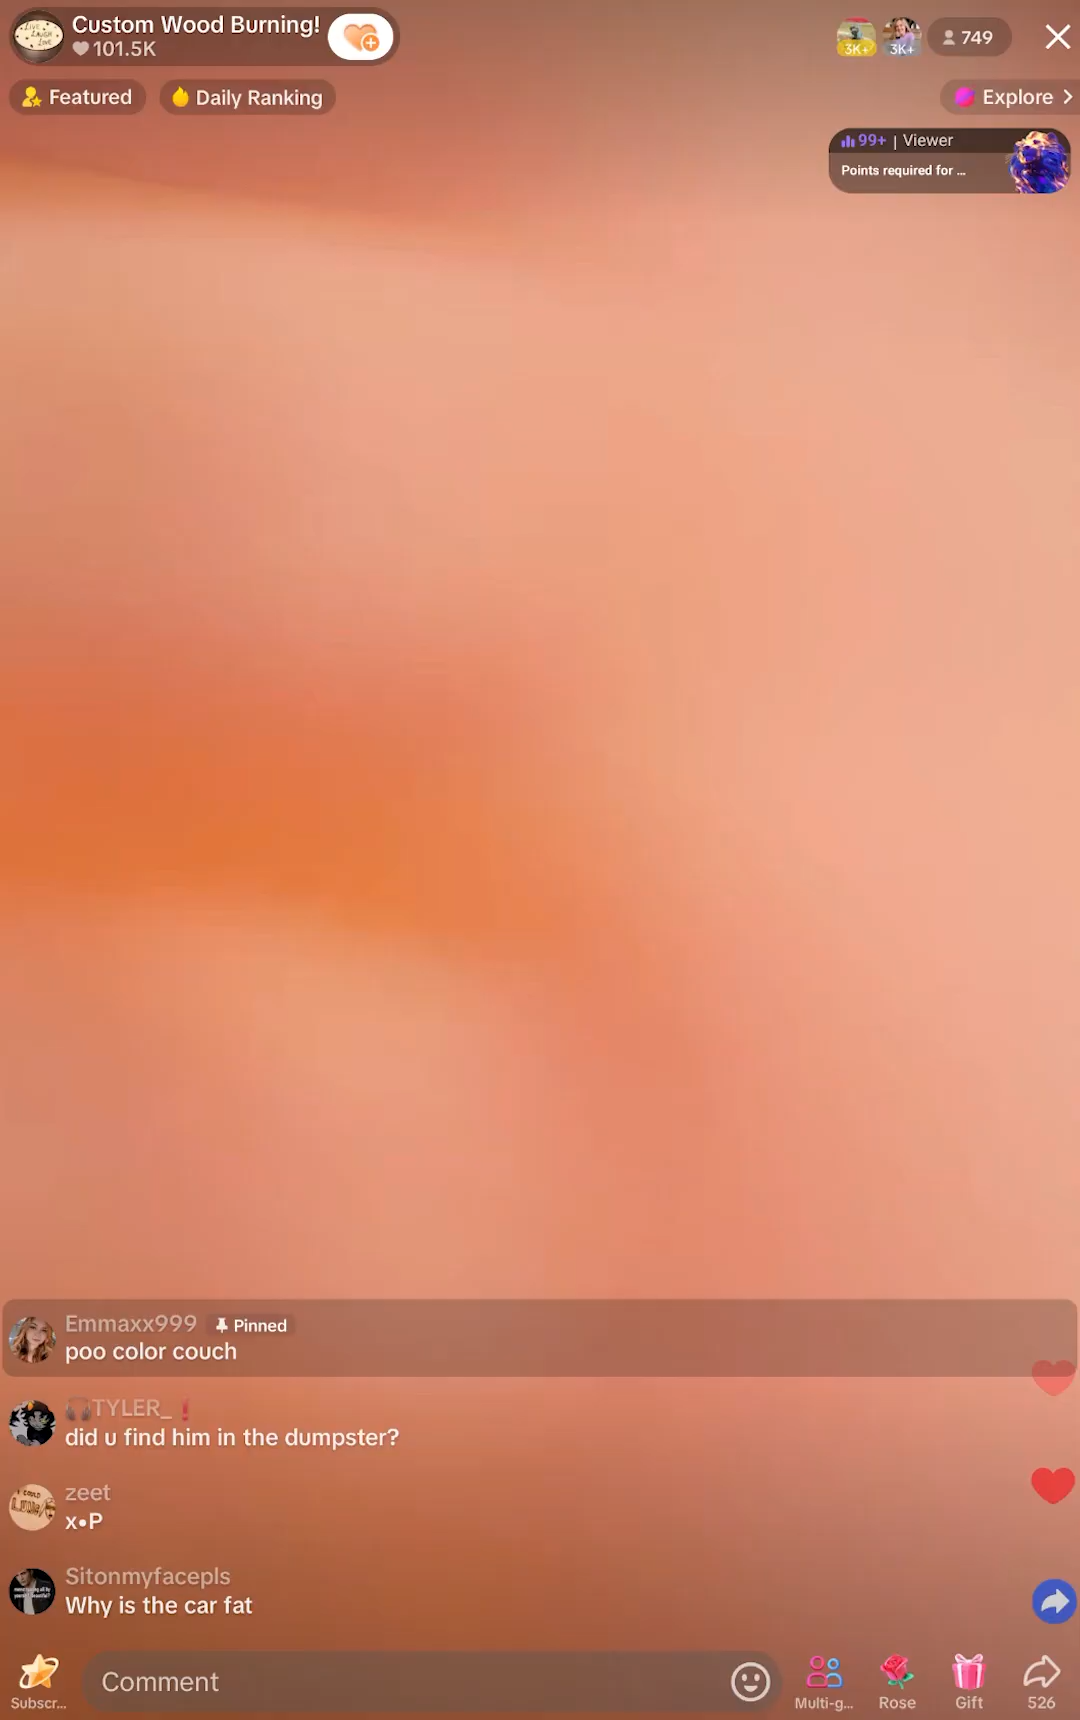 Custom Wood Burning!
101.5K
3K+
3K+
749
Featured
Daily Ranking
Explore
99+ | Viewer
Points required for ...
Emmaxx999 Pinned
poo color couch
TYLER_
did u find him in the dumpster?
zeet
x•P
Sitonmyfacepls
Why is the car fat
Subscr...
Comment
Multi-g...
Rose
Gift
526